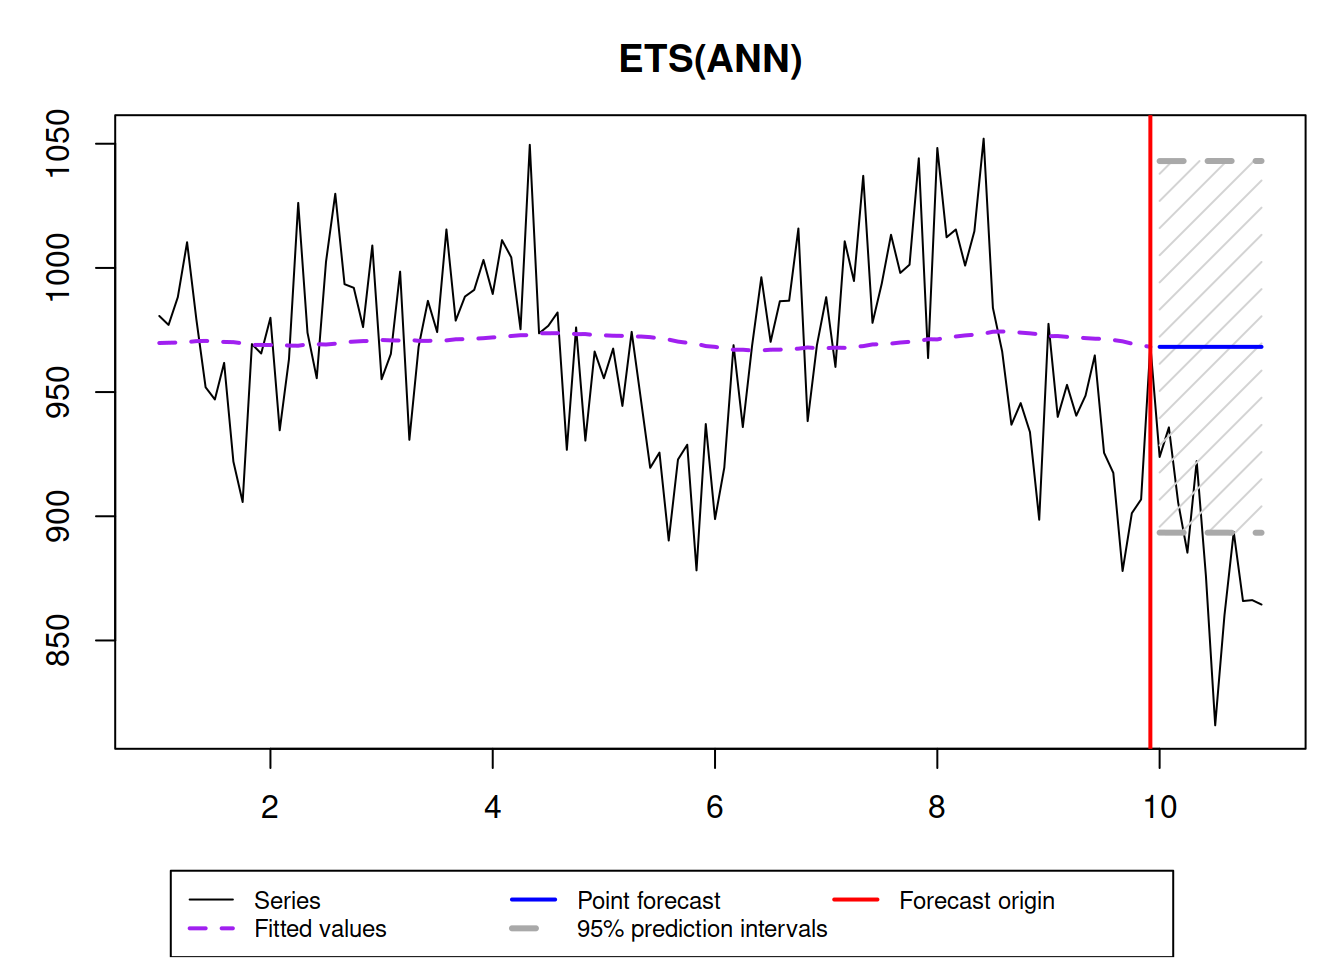 ETS(ANN)
1050
1000
950
900
850
2 4 6 8 10
Series Point forecast Forecast origin
Fitted values 95% prediction intervals